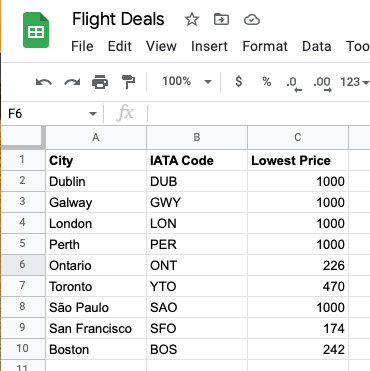 Flight Deals
File Edit View Insert Format Data Too
100% $ % .0 .00 123
F6 fx
A B C
1 City IATA Code Lowest Price
2 Dublin DUB 1000
3 Galway GWY 1000
4 London LON 1000
5 Perth PER 1000
6 Ontario ONT 226
7 Toronto YTO 470
8 São Paulo SAO 1000
9 San Francisco SFO 174
10 Boston BOS 242
11